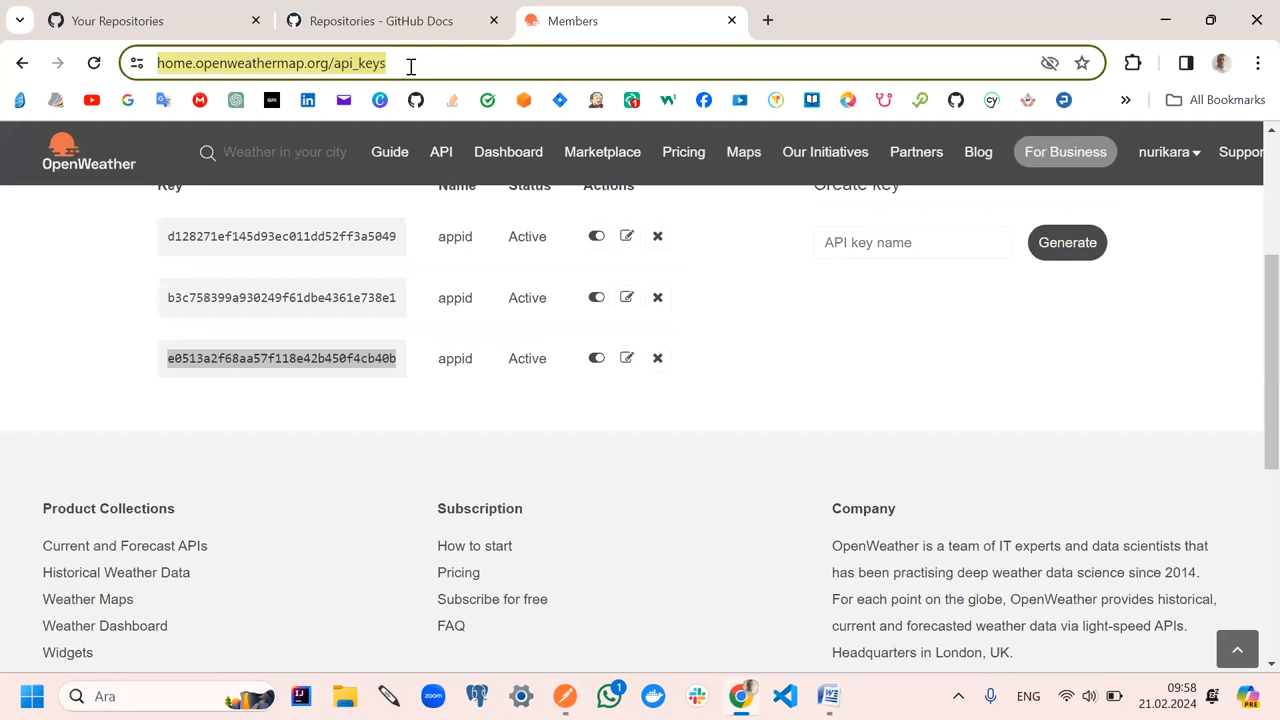 Your Repositories
Repositories - GitHub Docs
Members
home.openweathermap.org/api_keys
All Bookmarks
OpenWeather
Weather in your city
Guide
API
Dashboard
Marketplace
Pricing
Maps
Our Initiatives
Partners
Blog
For Business
nurikara
Suppor
Key
Name
Status
Actions
Create key
d128271ef145d93ec011dd52ff3a5049
appid
Active
API key name
Generate
b3c758399a930249f61dbe4361e738e1
appid
Active
e0513a2f68aa57f118e42b450f4cb40b
appid
Active
Product Collections
Current and Forecast APIs
Historical Weather Data
Weather Maps
Weather Dashboard
Widgets
Subscription
How to start
Pricing
Subscribe for free
FAQ
Company
OpenWeather is a team of IT experts and data scientists that
has been practising deep weather data science since 2014.
For each point on the globe, OpenWeather provides historical,
current and forecasted weather data via light-speed APIs.
Headquarters in London, UK.
Ara
zoom
1
ENG
09:58
21.02.2024
PRE